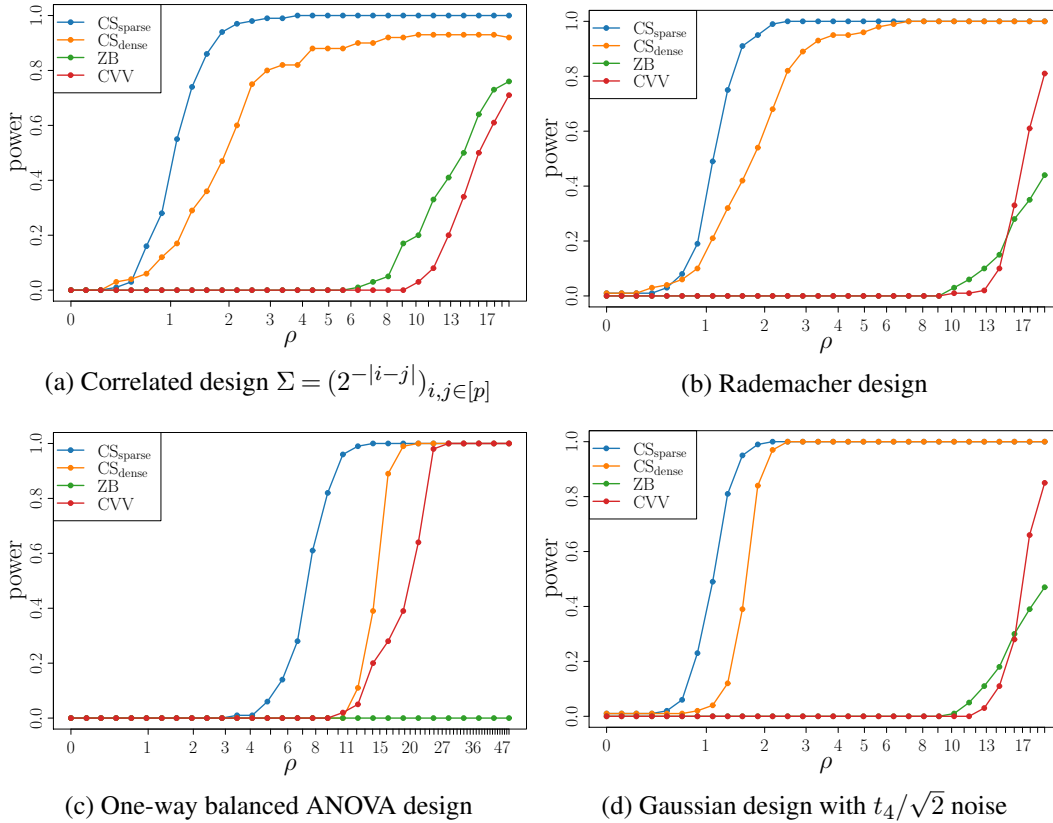 CS_sparse
CS_dense
ZB
CVV
power
0.0 0.2 0.4 0.6 0.8 1.0
0 1 2 3 4 5 6 8 10 13 17
ρ
(a) Correlated design Σ = (2^{−|i−j|})_{i,j∈[p]}
CS_sparse
CS_dense
ZB
CVV
power
0.0 0.2 0.4 0.6 0.8 1.0
0 1 2 3 4 5 6 8 10 13 17
ρ
(b) Rademacher design
CS_sparse
CS_dense
ZB
CVV
power
0.0 0.2 0.4 0.6 0.8 1.0
0 1 2 3 4 6 8 11 15 20 27 36 47
ρ
(c) One-way balanced ANOVA design
CS_sparse
CS_dense
ZB
CVV
power
0.0 0.2 0.4 0.6 0.8 1.0
0 1 2 3 4 5 6 8 10 13 17
ρ
(d) Gaussian design with t_4/√2 noise